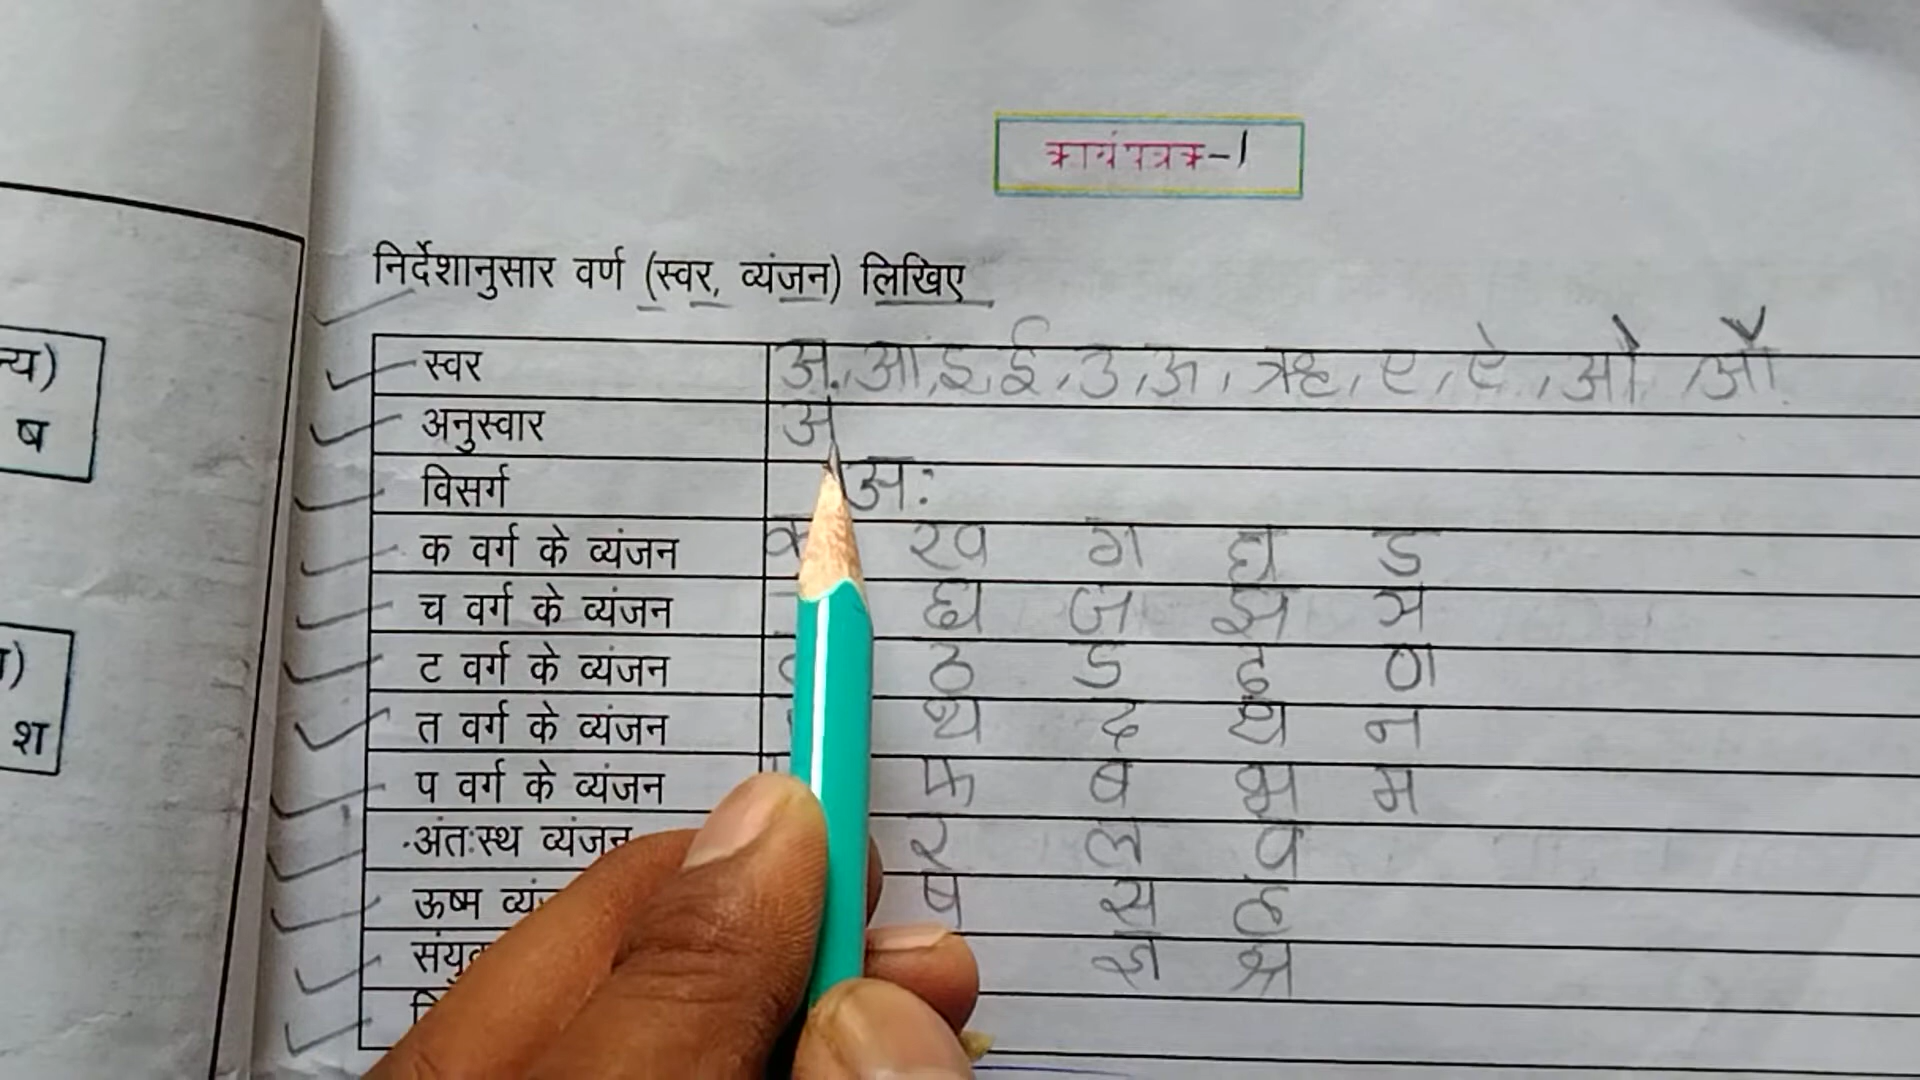 कार्यपत्रक-1
निर्देशानुसार वर्ण (स्वर, व्यंजन) लिखिए
न्य)
ष
श
स्वर अ, आ, इ, ई, उ, ऊ, ऋ, ए, ऐ, ओ, औ
अनुस्वार अ
विसर्ग अ:
क वर्ग के व्यंजन क ख ग घ ड
च वर्ग के व्यंजन छ ज झ ञ
ट वर्ग के व्यंजन ठ ड ढ ण
त वर्ग के व्यंजन थ द ध न
प वर्ग के व्यंजन फ ब भ म
अंतःस्थ व्यंजन र ल व
ऊष्म ष स ह
ज्ञ श्र